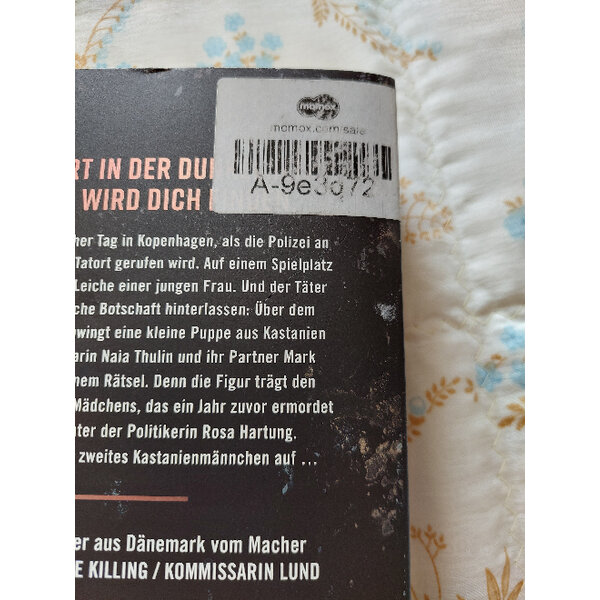 momox
momox.com sale
A-9e3q72
RT IN DER DU
WIRD DICH
her Tag in Kopenhagen, als die Polizei an
Tatort gerufen wird. Auf einem Spielplatz
Leiche einer jungen Frau. Und der Täter
che Botschaft hinterlassen: Über dem
wingt eine kleine Puppe aus Kastanien
arin Naia Thulin und ihr Partner Mark
nem Rätsel. Denn die Figur trägt den
Mädchens, das ein Jahr zuvor ermordet
ter der Politikerin Rosa Hartung.
zweites Kastanienmännchen auf ...
er aus Dänemark vom Macher
E KILLING / KOMMISSARIN LUND